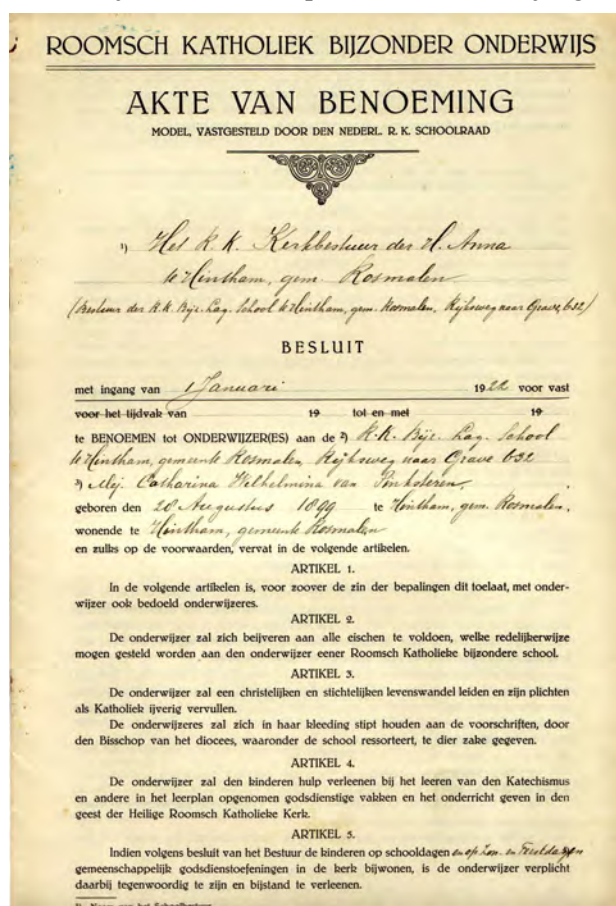 ROOMSCH KATHOLIEK BIJZONDER ONDERWIJS
AKTE VAN BENOEMING
MODEL, VASTGESTELD DOOR DEN NEDERL. R. K. SCHOOLRAAD
1) Het R. K. Kerkbestuur der H. Anna
te Hintham, gem. Rosmalen
(Bestuur der R.K. Bijz. Lag. School te Hintham, gem. Rosmalen, Rijksweg naar Grave, b32)
BESLUIT
met ingang van 1 Januari 1922 voor vast
voor het tijdvak van 19 tot en met 19
te BENOEMEN tot ONDERWIJZER(ES) aan de 2) R.K. Bijz. Lag. School
te Hintham, gemeente Rosmalen, Rijksweg naar Grave b32
3) Mej. Catharina Wilhelmina van
geboren den 28 Augustus 1899 te Hintham, gem. Rosmalen,
wonende te Hintham, gemeente Rosmalen
en zulks op de voorwaarden, vervat in de volgende artikelen.
ARTIKEL 1.
In de volgende artikelen is, voor zoover de zin der bepalingen dit toelaat, met onder-
wijzer ook bedoeld onderwijzeres.
ARTIKEL 2.
De onderwijzer zal zich beijveren aan alle eischen te voldoen, welke redelijkerwijze
mogen gesteld worden aan den onderwijzer eener Roomsch Katholieke bijzondere school.
ARTIKEL 3.
De onderwijzer zal een christelijken en stichtelijken levenswandel leiden en zijn plichten
als Katholiek ijverig vervullen.
De onderwijzeres zal zich in haar kleeding stipt houden aan de voorschriften, door
den Bisschop van het diocees, waaronder de school ressorteert, te dier zake gegeven.
ARTIKEL 4.
De onderwijzer zal den kinderen hulp verleenen bij het leeren van den Katechismus
en andere in het leerplan opgenomen godsdienstige vakken en het onderricht geven in den
geest der Heilige Roomsch Katholieke Kerk.
ARTIKEL 5.
Indien volgens besluit van het Bestuur de kinderen op schooldagen en op Zon- en Feestdagen
gemeenschappelijk godsdienstoefeningen in de kerk bijwonen, is de onderwijzer verplicht
daarbij tegenwoordig te zijn en bijstand te verleenen.